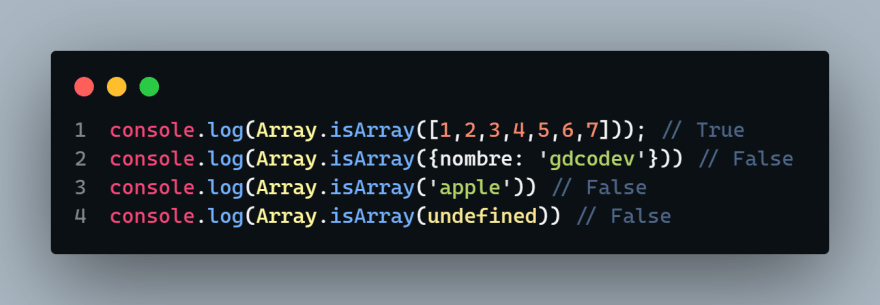 1 console.log(Array.isArray([1,2,3,4,5,6,7])); // True
2 console.log(Array.isArray({nombre: 'gdcodev'})) // False
3 console.log(Array.isArray('apple')) // False
4 console.log(Array.isArray(undefined)) // False